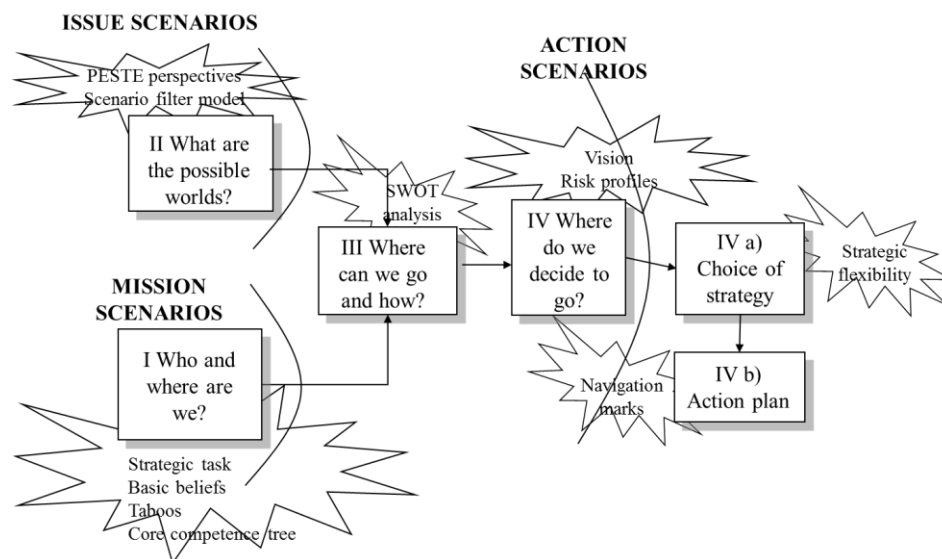 ISSUE SCENARIOS
PESTE perspectives
Scenario filter model
II What are
the possible
worlds?
MISSION
SCENARIOS
I Who and
where are
we?
Strategic task
Basic beliefs
Taboos
Core competence tree
SWOT
analysis
III Where
can we go
and how?
ACTION
SCENARIOS
Vision
Risk profiles
IV Where
do we
decide to
go?
Navigation
marks
IV a)
Choice of
strategy
Strategic
flexibility
IV b)
Action plan